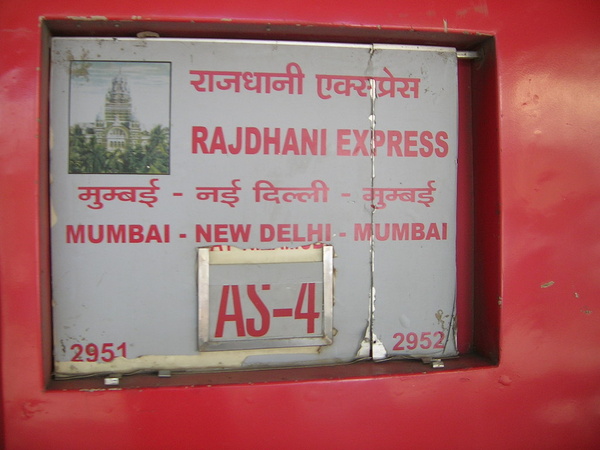 राजधानी एक्सप्रेस
RAJDHANI EXPRESS
मुम्बई - नई दिल्ली - मुम्बई
MUMBAI - NEW DELHI - MUMBAI
AS-4
2951 2952